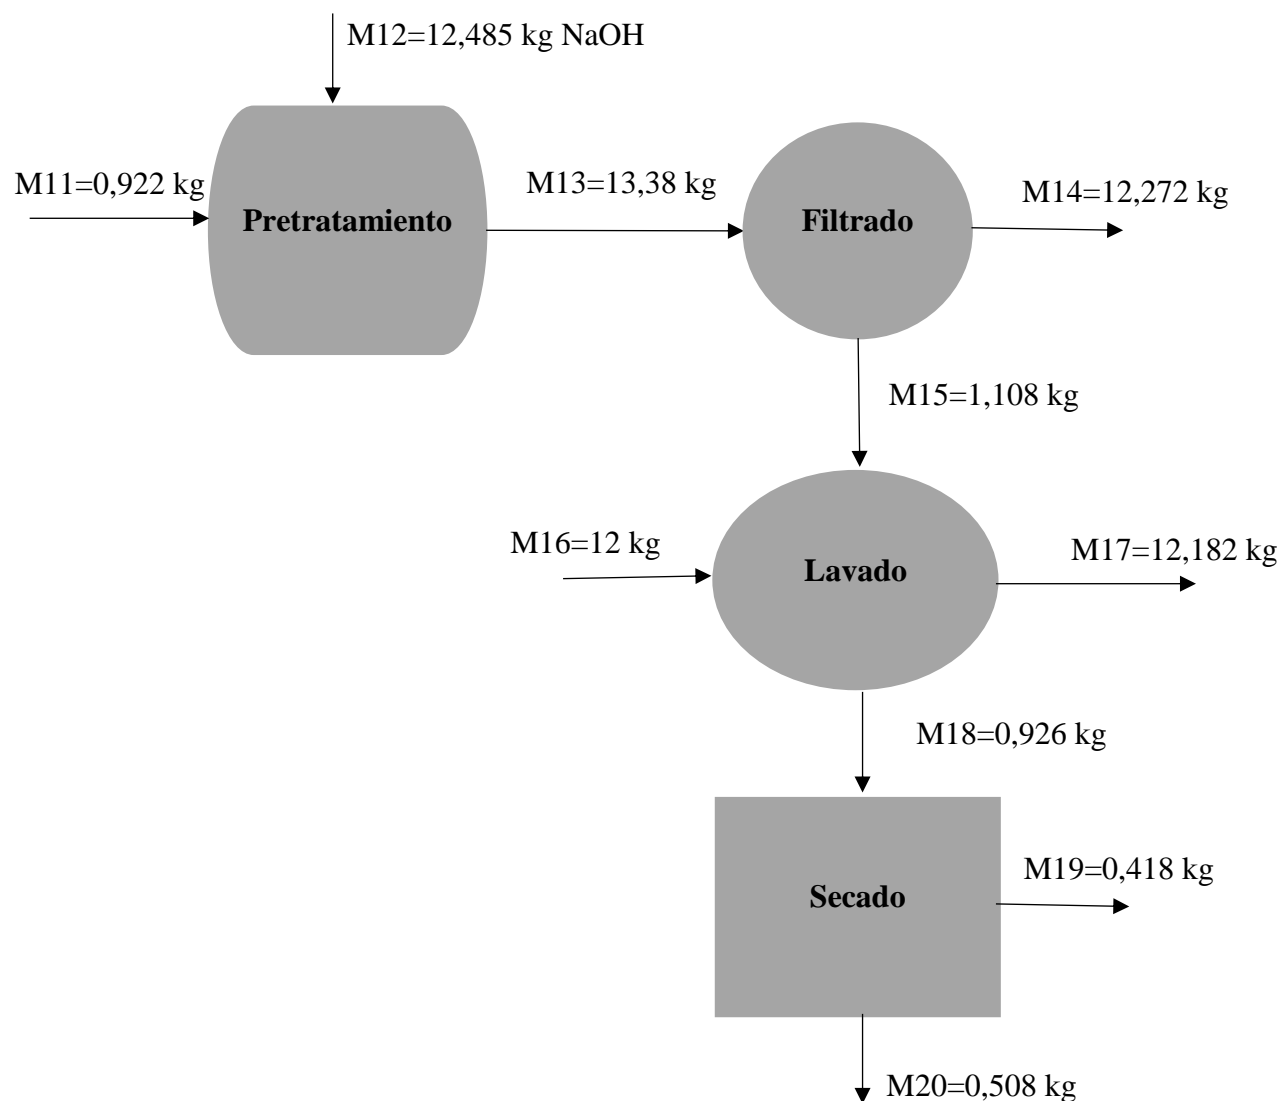 M12=12,485 kg NaOH
M11=0,922 kg
Pretratamiento
M13=13,38 kg
Filtrado
M14=12,272 kg
M15=1,108 kg
M16=12 kg
Lavado
M17=12,182 kg
M18=0,926 kg
Secado
M19=0,418 kg
M20=0,508 kg